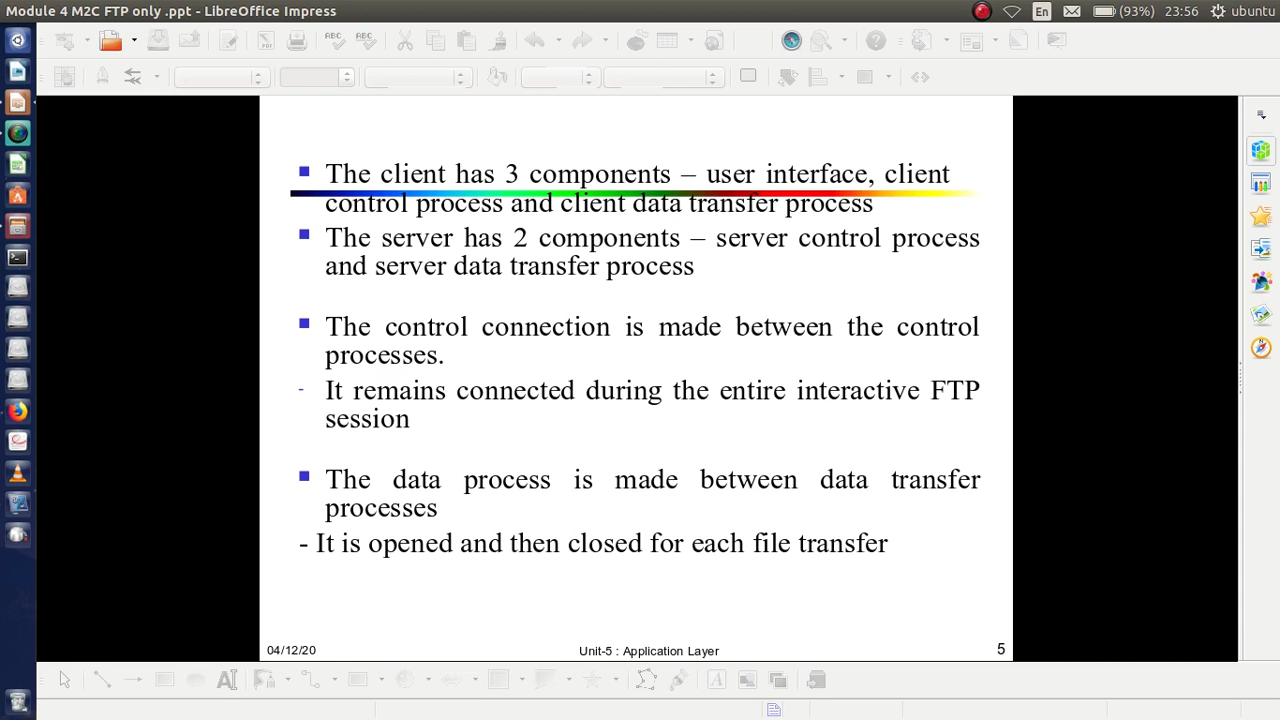 Module 4 M2C FTP only .ppt - LibreOffice Impress
En
(93%)
23:56
ubuntu
The client has 3 components – user interface, client
control process and client data transfer process
The server has 2 components – server control process
and server data transfer process
The control connection is made between the control
processes.
- It remains connected during the entire interactive FTP
session
The data process is made between data transfer
processes
- It is opened and then closed for each file transfer
04/12/20
Unit-5 : Application Layer
5